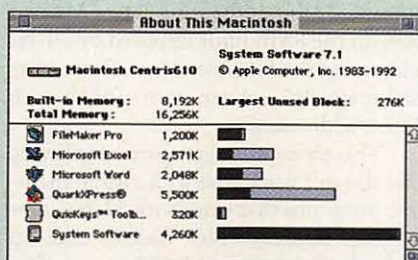 About This Macintosh
System Software 7.1
Macintosh Centris610
© Apple Computer, Inc. 1983-1992
Built-in Memory: 8,192K
Largest Unused Block: 276K
Total Memory: 16,256K
FileMaker Pro 1,200K
Microsoft Excel 2,571K
Microsoft Word 2,048K
QuarkXPress® 5,500K
QuicKeys™ Toolb... 320K
System Software 4,260K